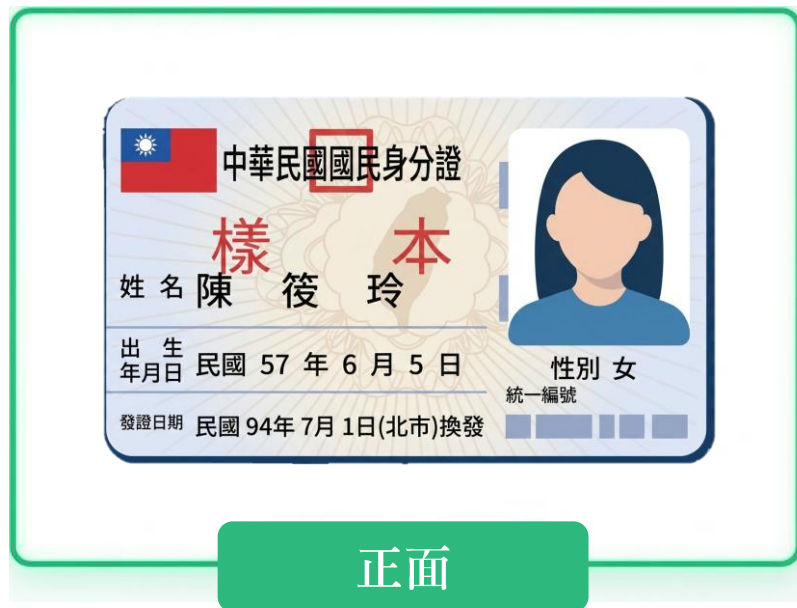 中華民國國民身分證
樣本
姓名 陳筱玲
出生年月日 民國 57 年 6 月 5 日
性別 女
統一編號
發證日期 民國 94年 7月 1日(北市)換發
正面